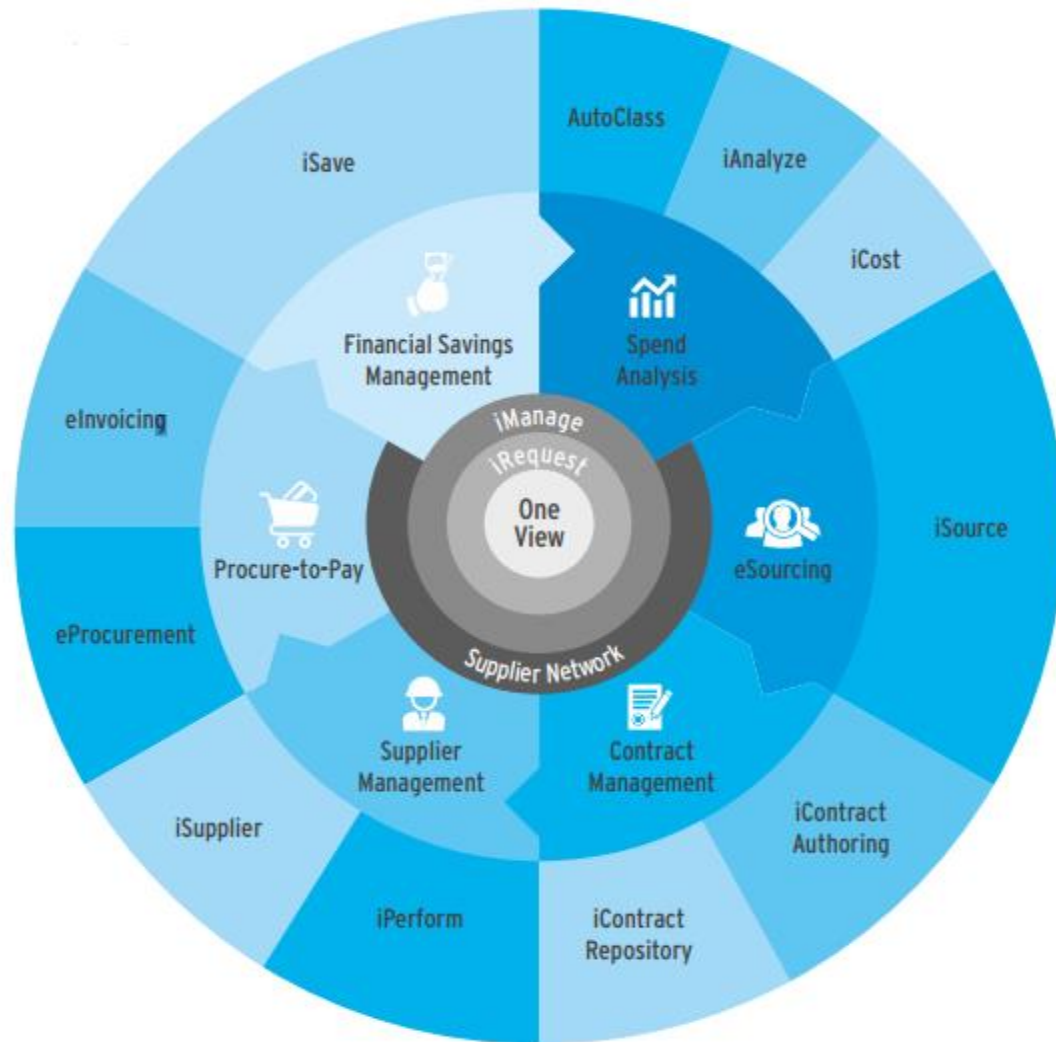 AutoClass
iAnalyze
iCost
iSave
Financial Savings
Management
Spend
Analysis
eInvoicing
iManage
iRequest
One
View
iSource
Procure-to-Pay
eSourcing
eProcurement
Supplier Network
Supplier
Management
Contract
Management
iSupplier
iContract
Authoring
iPerform
iContract
Repository